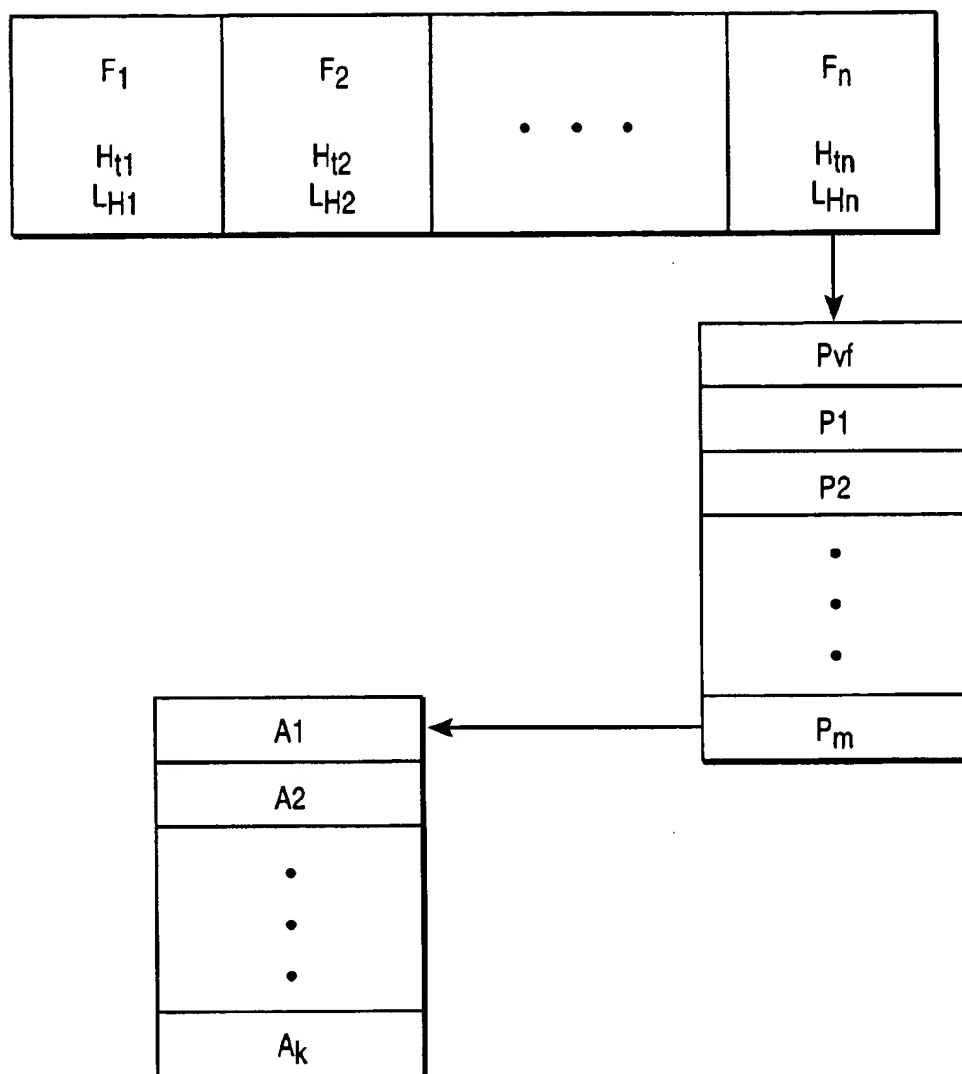 F1 F2 • • • Fn
Ht1 Ht2 Htn
LH1 LH2 LHn
Pvf
P1
P2
•
•
•
Pm
A1
A2
•
•
•
Ak